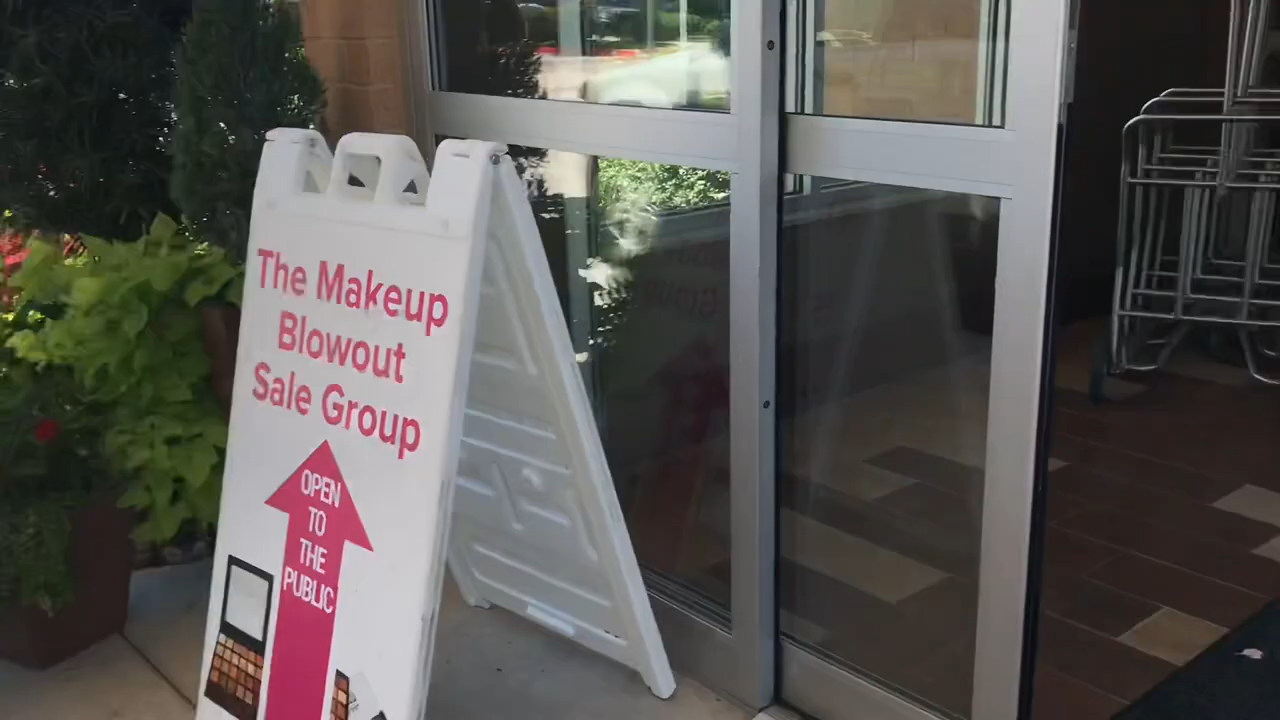 The Makeup
Blowout
Sale Group
OPEN
TO
THE
PUBLIC